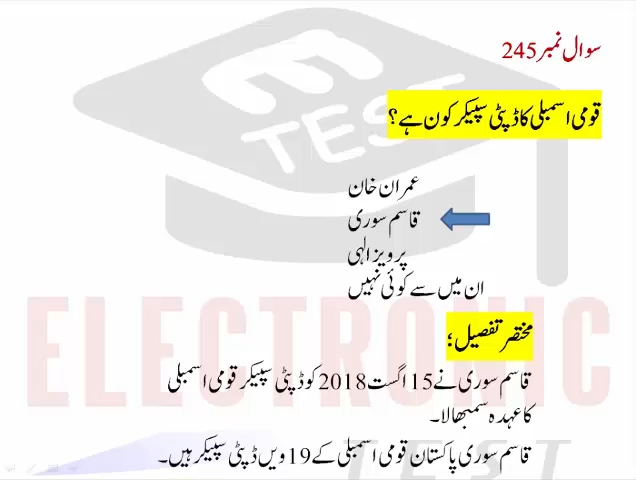 سوال نمبر 245
قومی اسمبلی کا ڈپٹی سپیکر کون ہے؟
عمران خان
قاسم سوری
پرویز الٰہی
ان میں سے کوئی نہیں
مختصر تفصیل؛
قاسم سوری نے 15 اگست 2018 کو ڈپٹی سپیکر قومی اسمبلی
کا عہدہ سمبھالا۔
قاسم سوری پاکستان قومی اسمبلی کے 19 ویں ڈپٹی سپیکر ہیں۔
E
TEST
ELECTRONIC
TEST